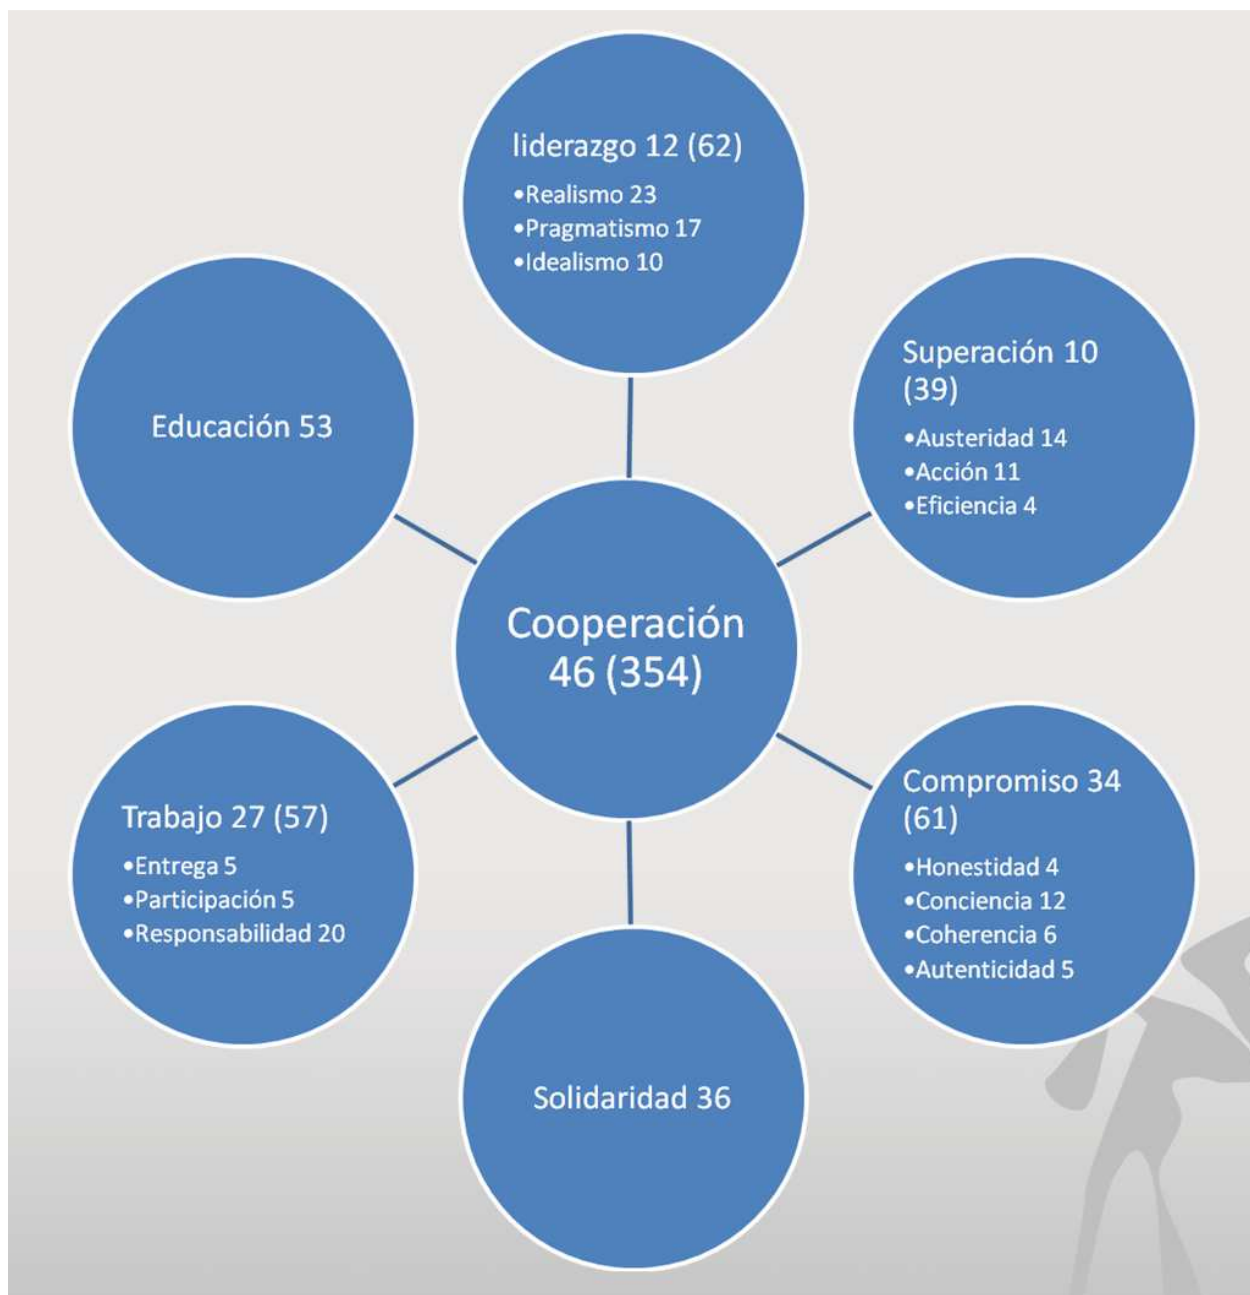 liderazgo 12 (62)
•Realismo 23
•Pragmatismo 17
•Idealismo 10
Superación 10
(39)
•Austeridad 14
•Acción 11
•Eficiencia 4
Educación 53
Cooperación
46 (354)
Trabajo 27 (57)
•Entrega 5
•Participación 5
•Responsabilidad 20
Compromiso 34
(61)
•Honestidad 4
•Conciencia 12
•Coherencia 6
•Autenticidad 5
Solidaridad 36